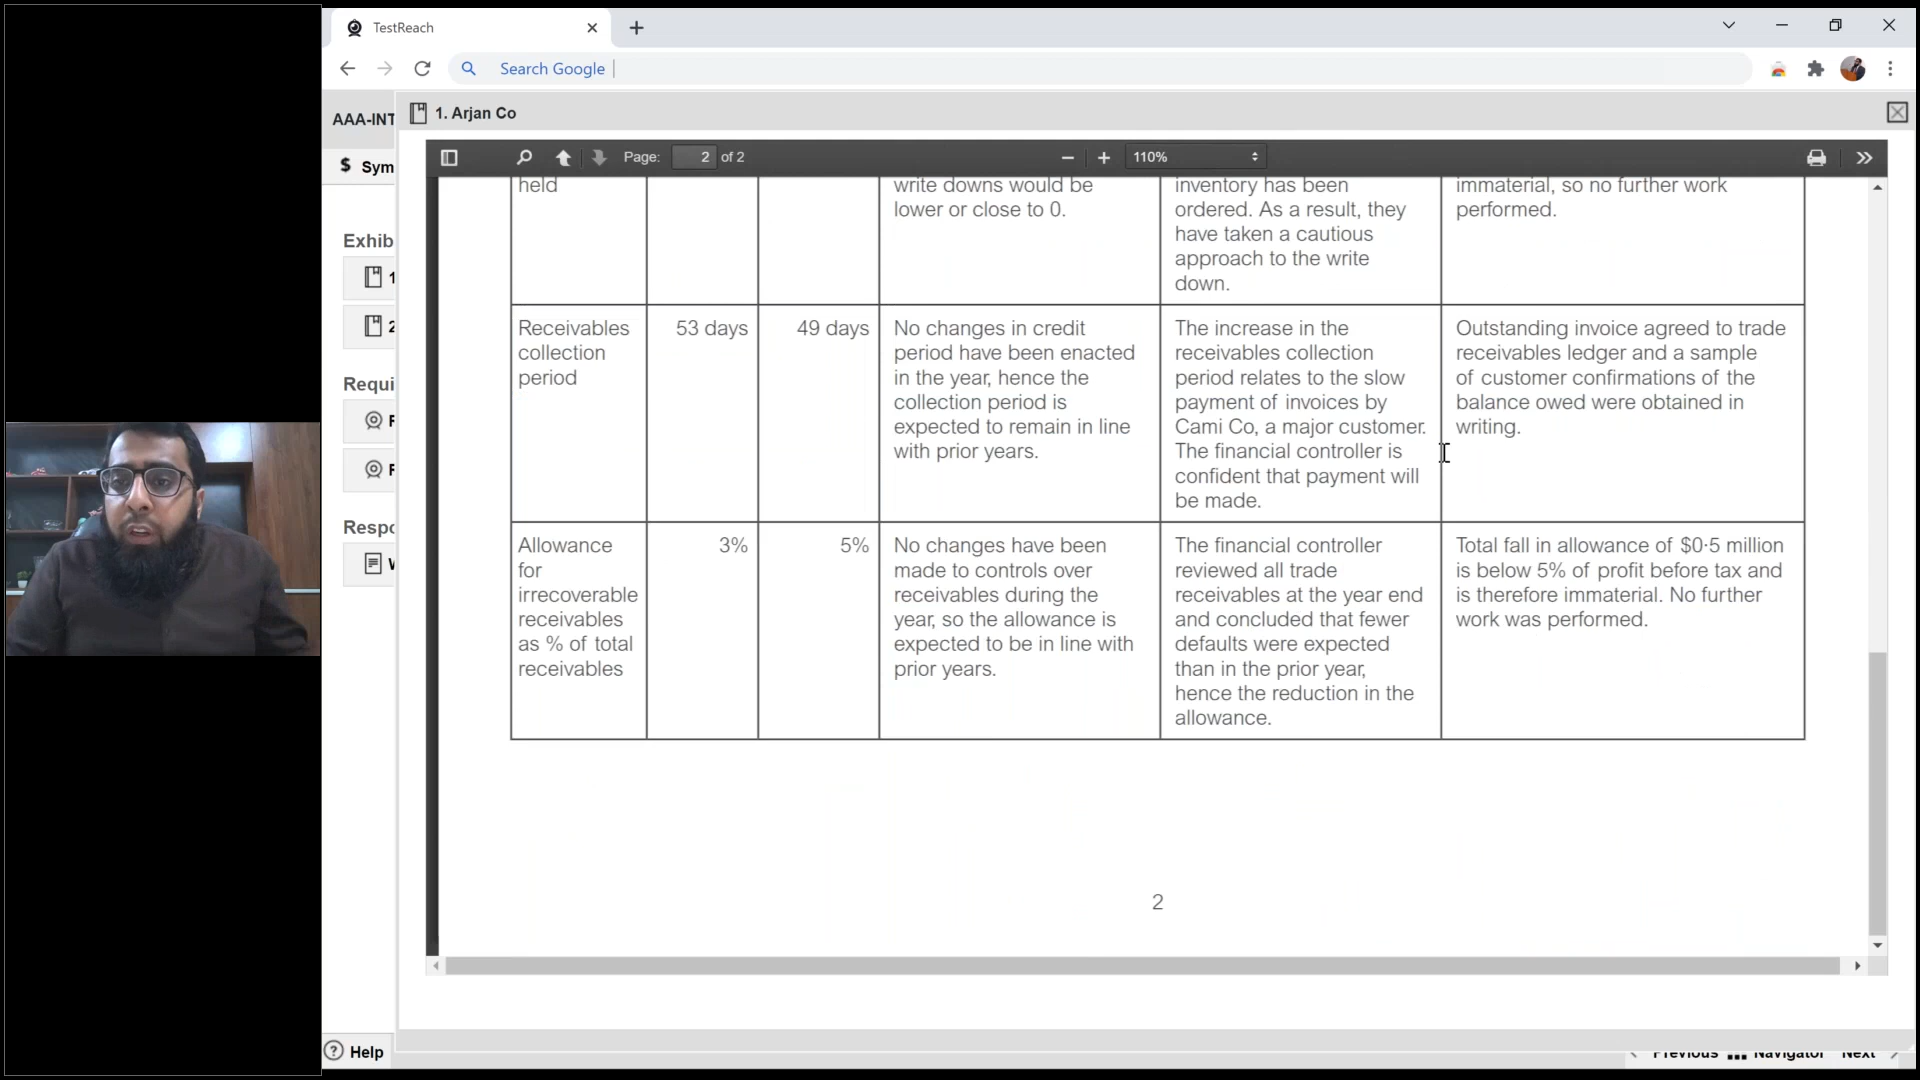 TestReach
Search Google
AAA-INT
1. Arjan Co
$ Sym
Page: 2 of 2
110%
Exhib
1
2
Requi
Respo
held
write downs would be
lower or close to 0.
inventory has been
ordered. As a result, they
have taken a cautious
approach to the write
down.
immaterial, so no further work
performed.
Receivables
collection
period
53 days
49 days
No changes in credit
period have been enacted
in the year, hence the
collection period is
expected to remain in line
with prior years.
The increase in the
receivables collection
period relates to the slow
payment of invoices by
Cami Co, a major customer.
The financial controller is
confident that payment will
be made.
Outstanding invoice agreed to trade
receivables ledger and a sample
of customer confirmations of the
balance owed were obtained in
writing.
Allowance
for
irrecoverable
receivables
as % of total
receivables
3%
5%
No changes have been
made to controls over
receivables during the
year, so the allowance is
expected to be in line with
prior years.
The financial controller
reviewed all trade
receivables at the year end
and concluded that fewer
defaults were expected
than in the prior year,
hence the reduction in the
allowance.
Total fall in allowance of $0·5 million
is below 5% of profit before tax and
is therefore immaterial. No further
work was performed.
2
Help
Previous
Navigator
Next